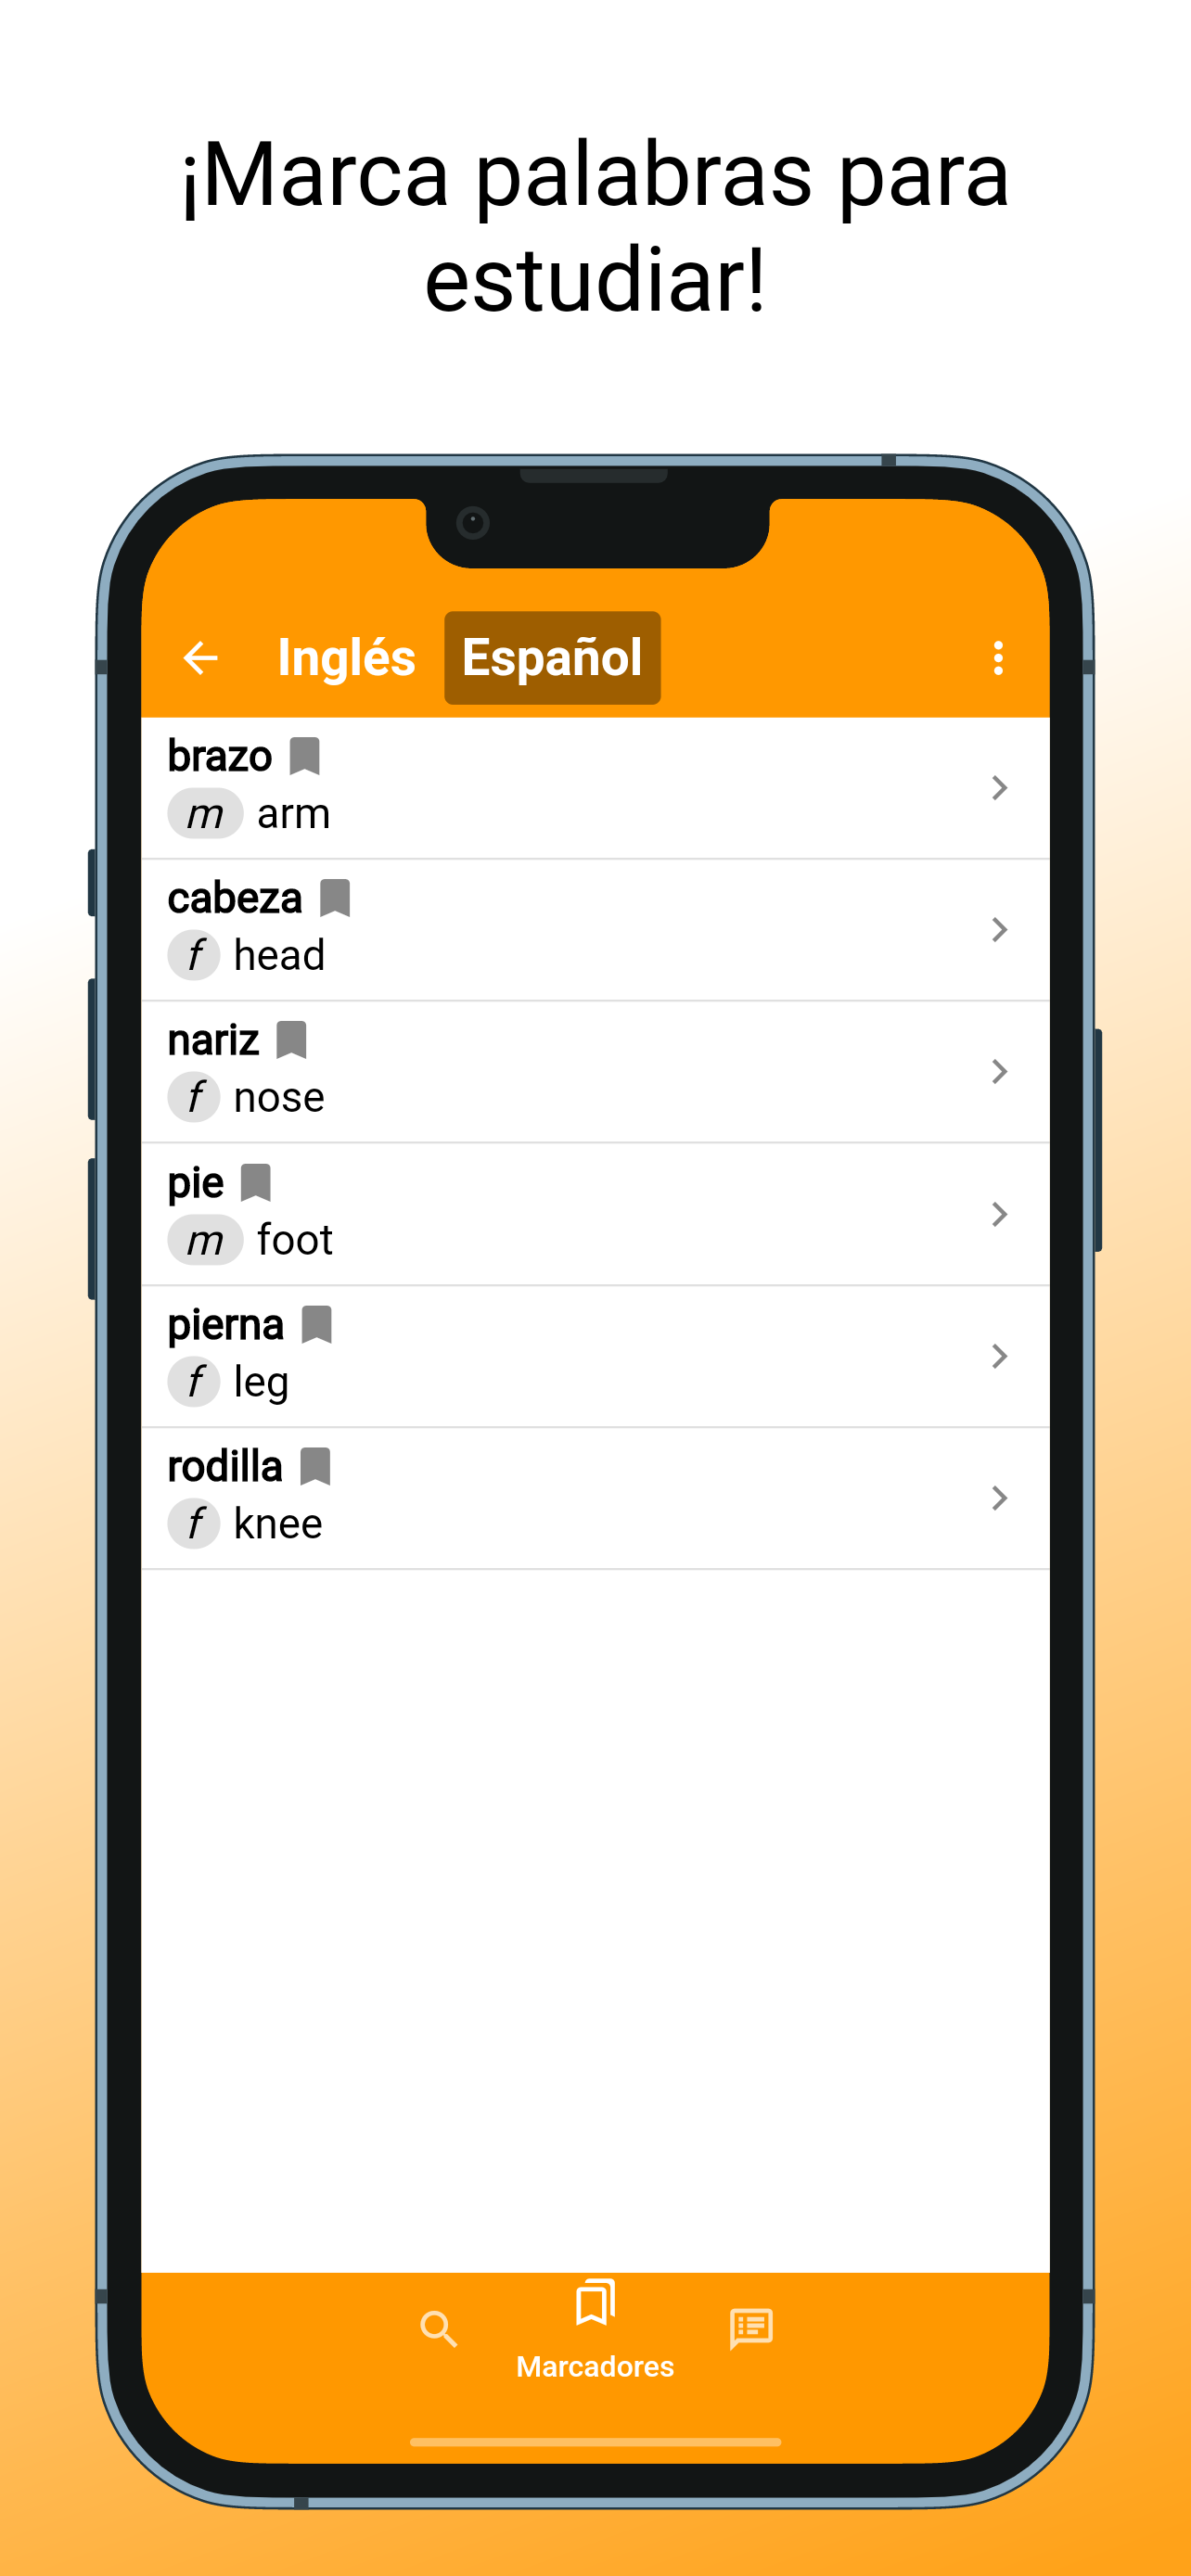 ¡Marca palabras para
estudiar!
Inglés Español
brazo
m arm
cabeza
f head
nariz
f nose
pie
m foot
pierna
f leg
rodilla
f knee
Marcadores